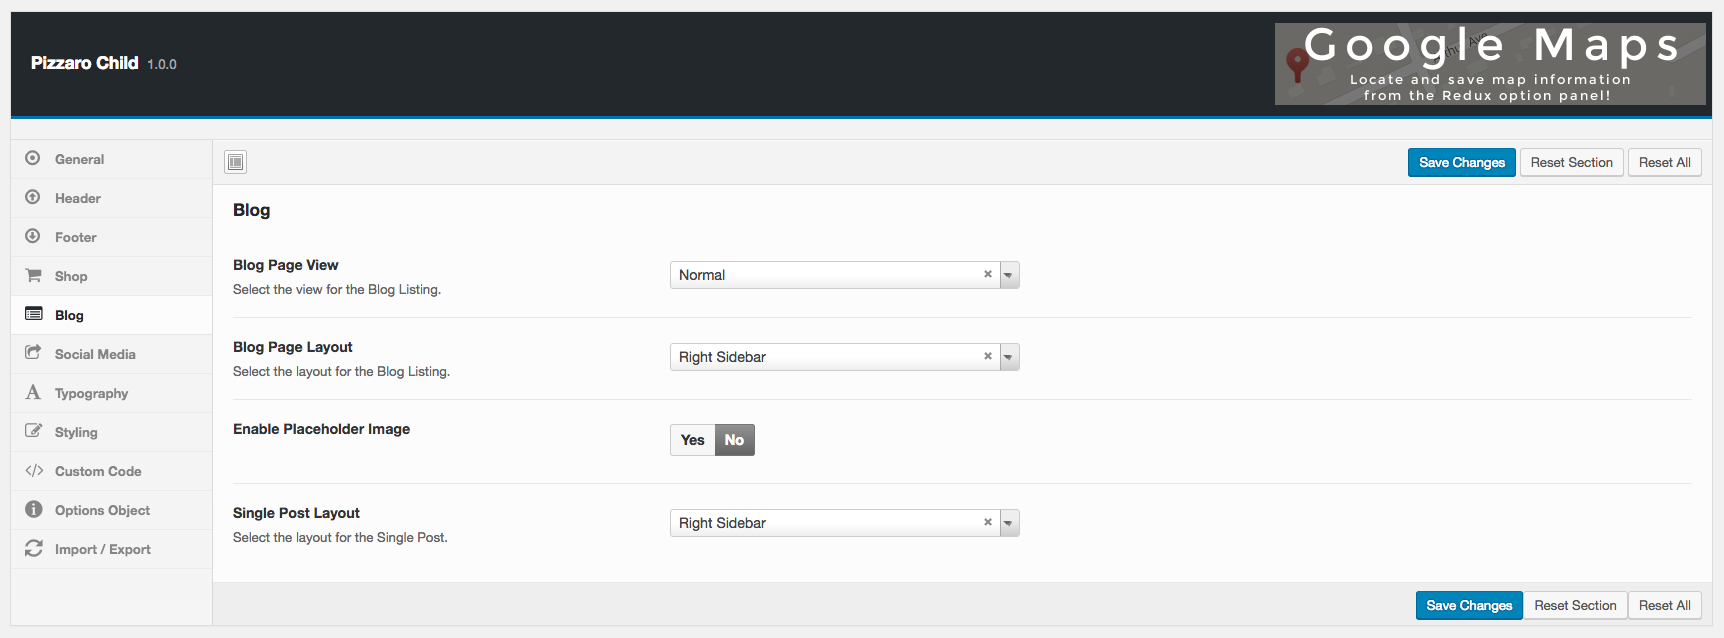 Pizzaro Child 1.0.0
Google Maps
Locate and save map information
from the Redux option panel!
General
Header
Footer
Shop
Blog
Social Media
Typography
Styling
Custom Code
Options Object
Import / Export
Save Changes Reset Section Reset All
Blog
Blog Page View
Select the view for the Blog Listing.
Normal
Blog Page Layout
Select the layout for the Blog Listing.
Right Sidebar
Enable Placeholder Image
Yes No
Single Post Layout
Select the layout for the Single Post.
Right Sidebar
Save Changes Reset Section Reset All